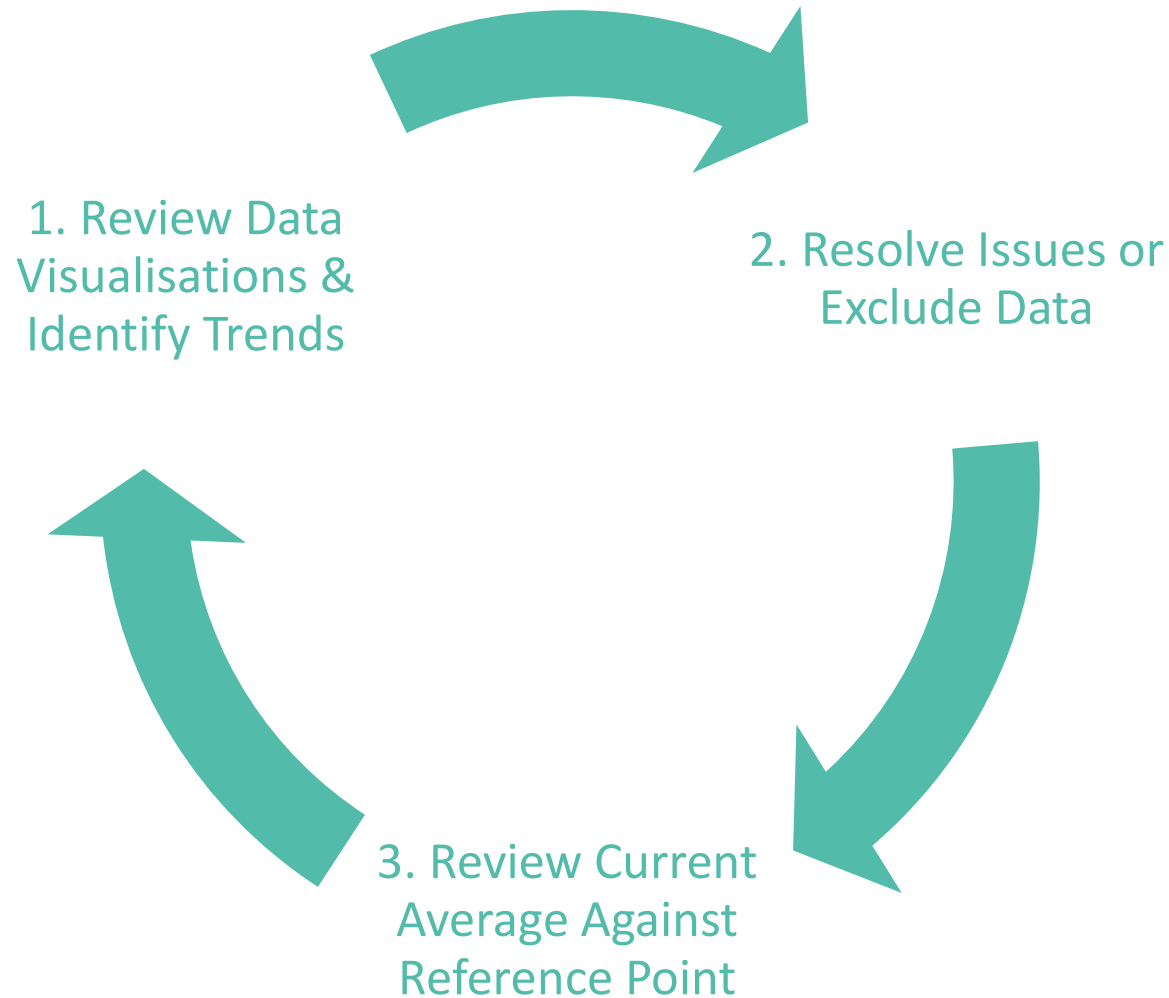 1. Review Data
Visualisations &
Identify Trends
2. Resolve Issues or
Exclude Data
3. Review Current
Average Against
Reference Point